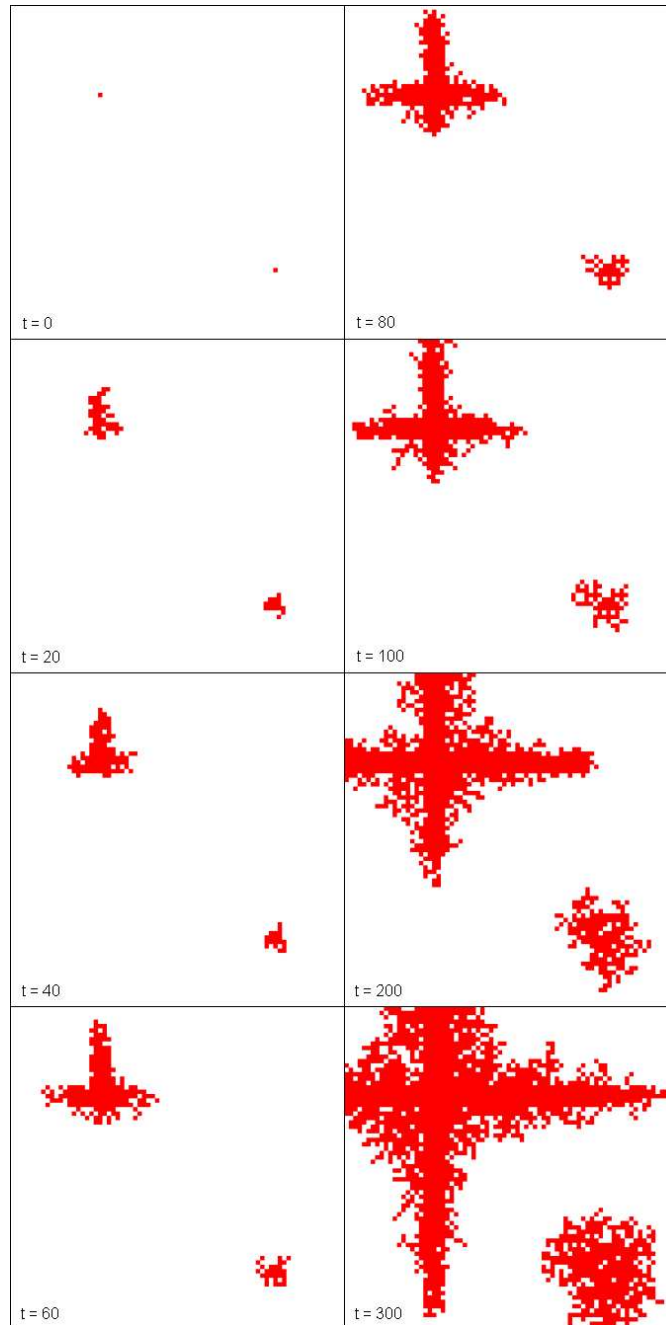 t = 0
t = 80
t = 20
t = 100
t = 40
t = 200
t = 60
t = 300